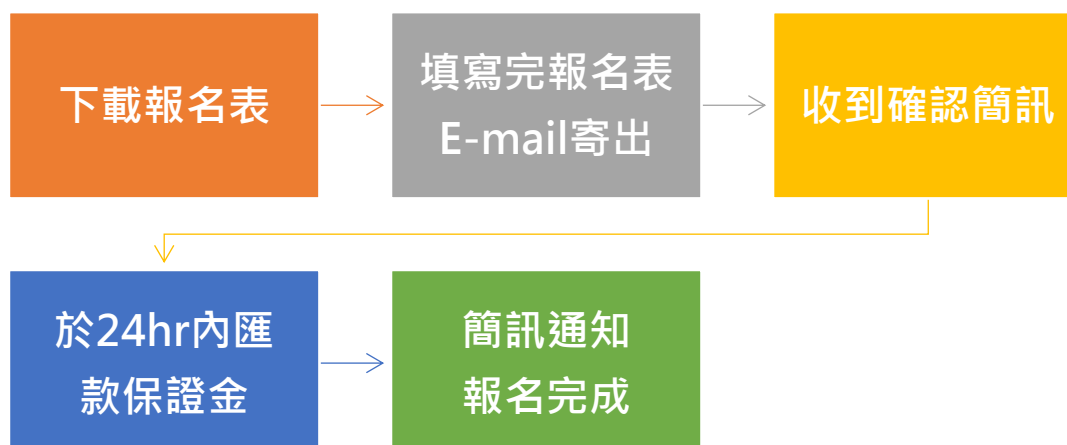 下載報名表
填寫完報名表
E-mail寄出
收到確認簡訊
於24hr內匯
款保證金
簡訊通知
報名完成